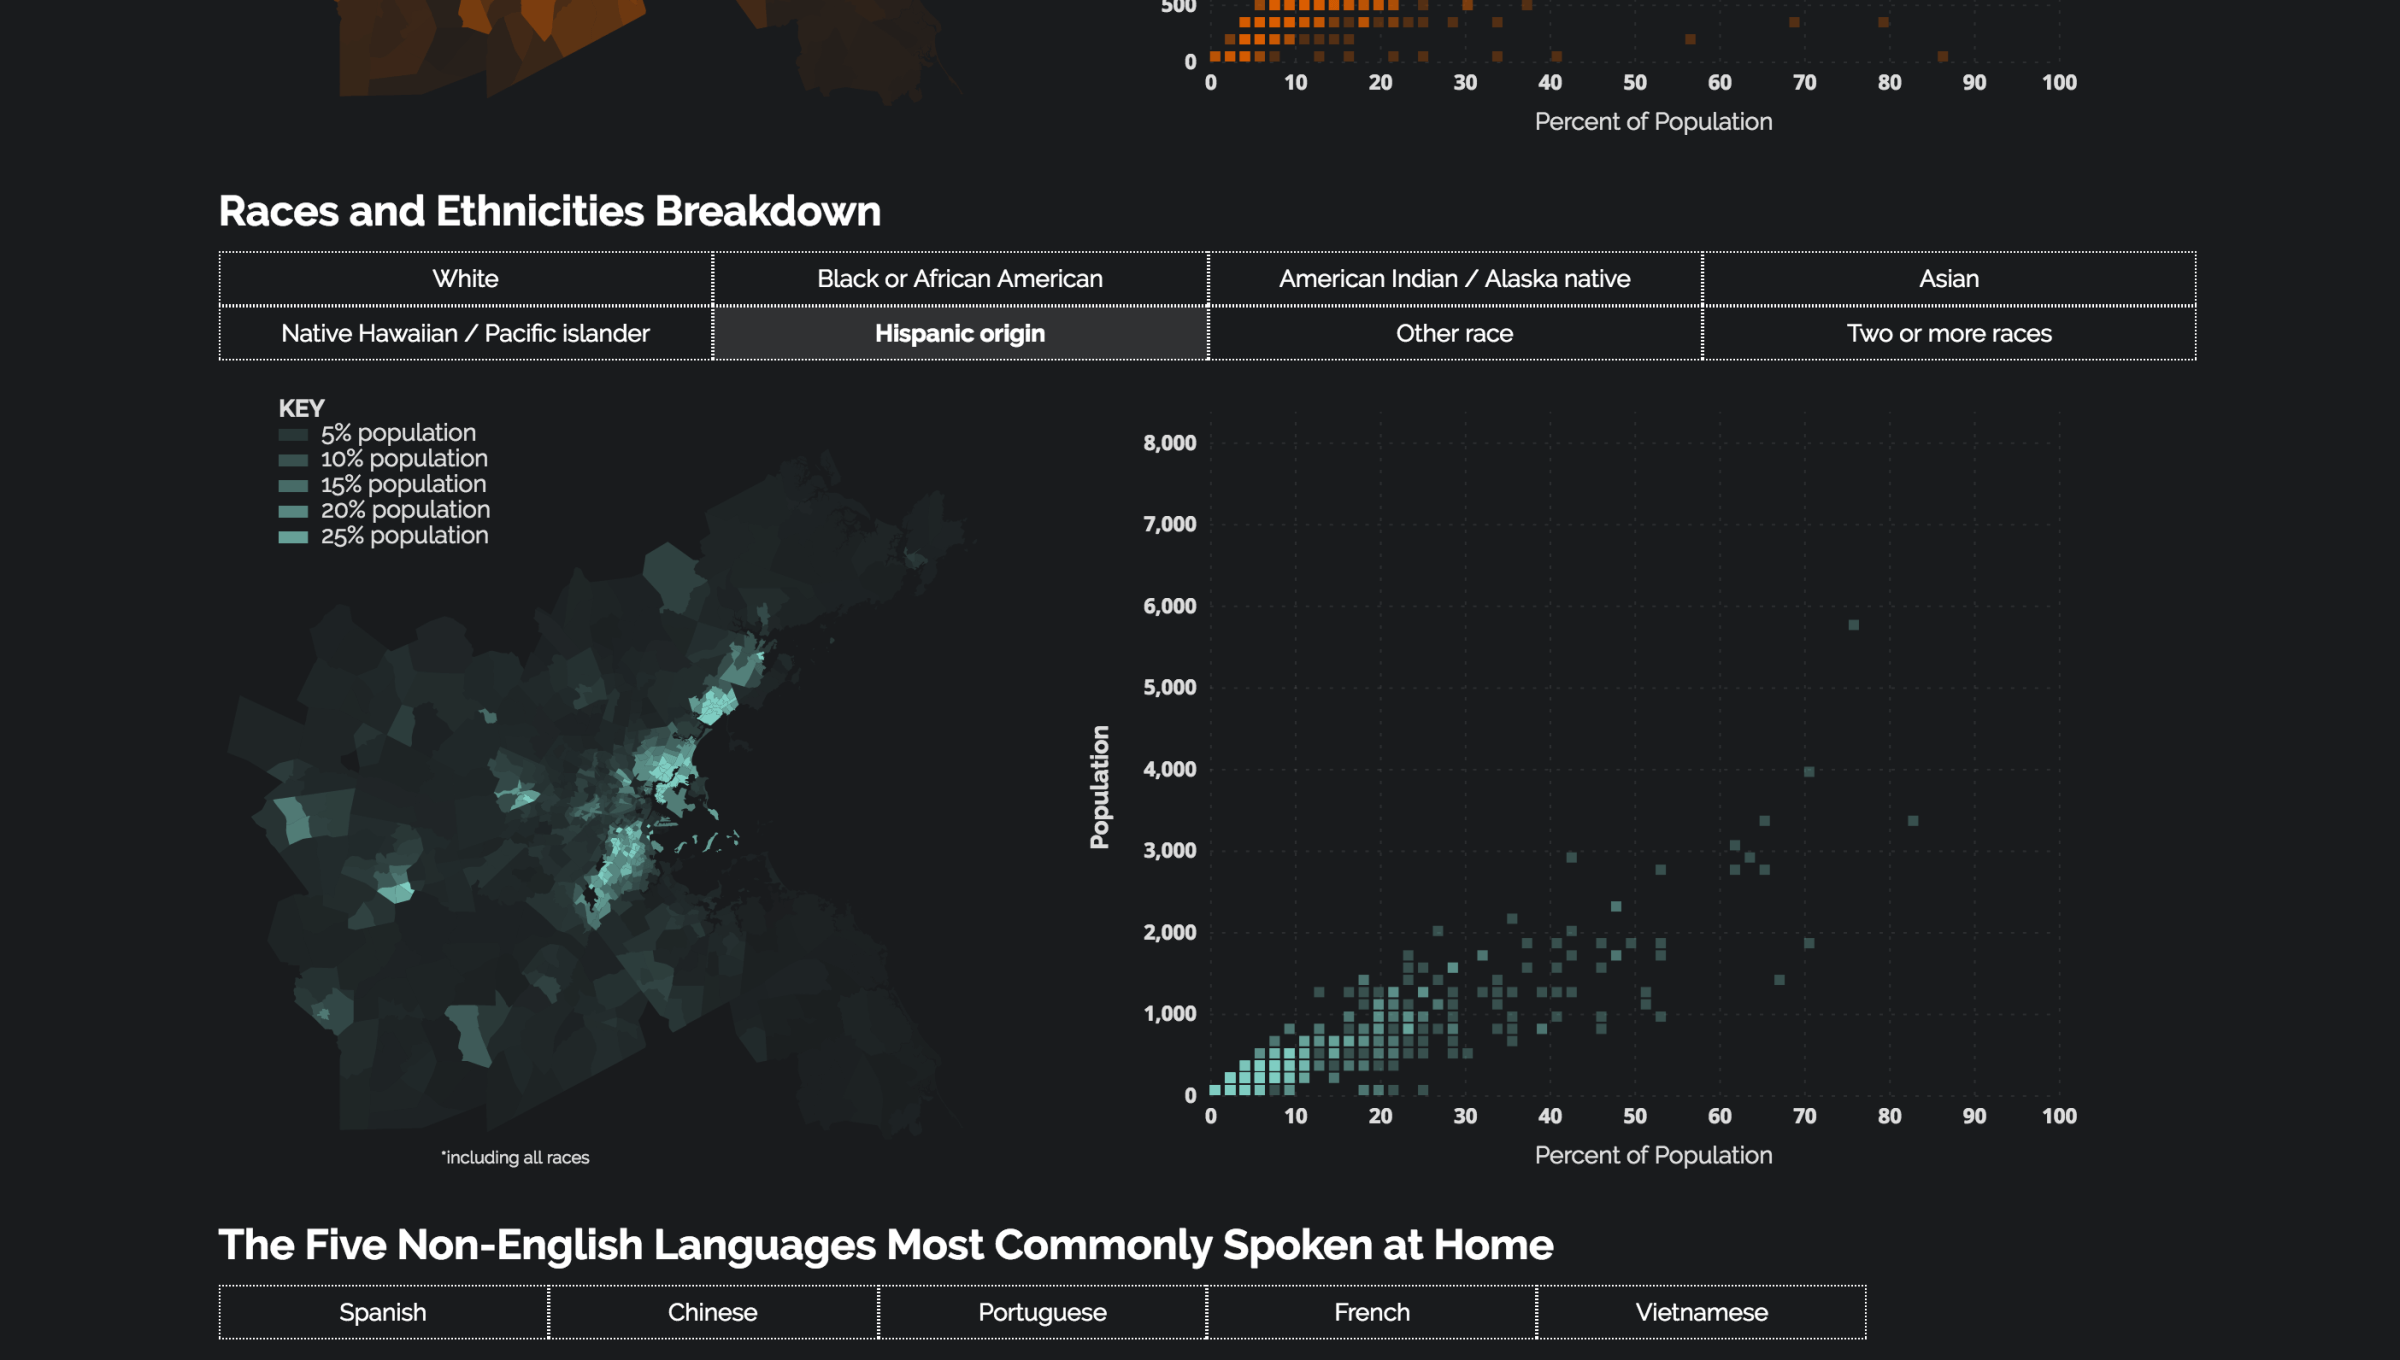 500
0
0 10 20 30 40 50 60 70 80 90 100
Percent of Population
Races and Ethnicities Breakdown
White Black or African American American Indian / Alaska native Asian
Native Hawaiian / Pacific islander Hispanic origin Other race Two or more races
KEY
5% population
10% population
15% population
20% population
25% population
*including all races
8,000
7,000
6,000
5,000
4,000
3,000
2,000
1,000
0
Population
0 10 20 30 40 50 60 70 80 90 100
Percent of Population
The Five Non-English Languages Most Commonly Spoken at Home
Spanish Chinese Portuguese French Vietnamese